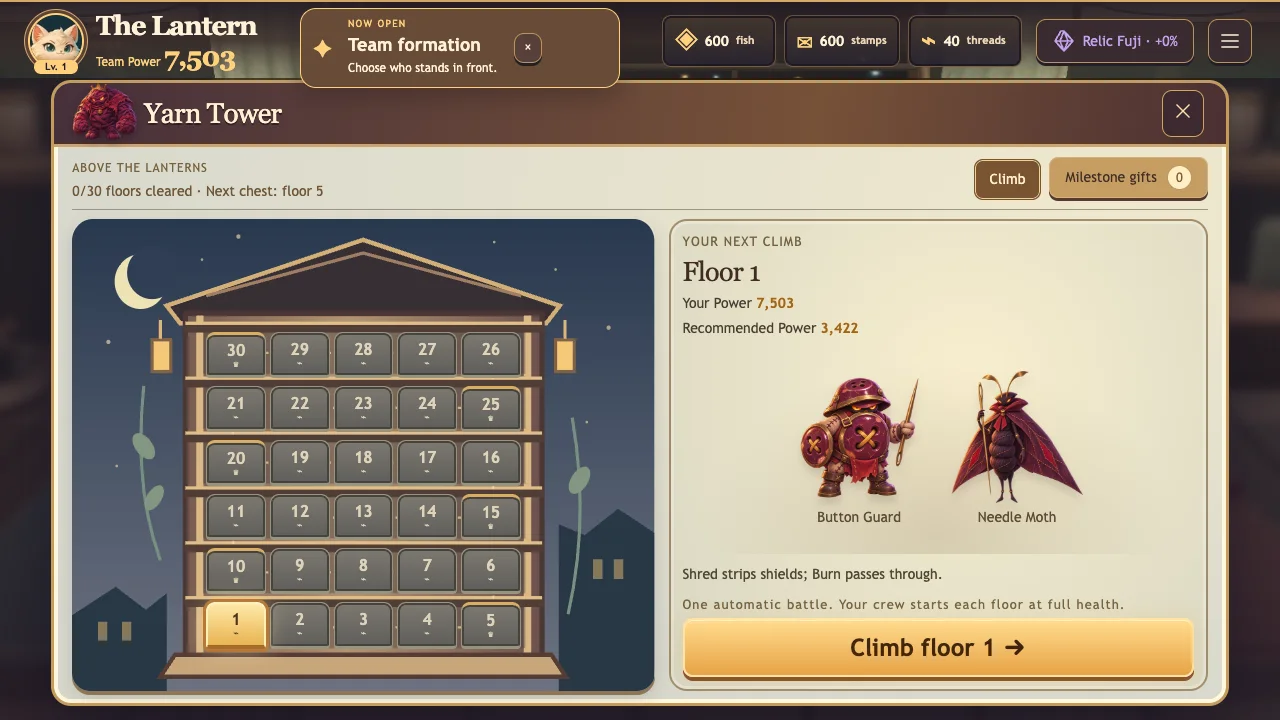 The Lantern
Lv. 1
Team Power 7,503
NOW OPEN
Team formation
Choose who stands in front.
×
600 fish
600 stamps
40 threads
Relic Fuji · +0%
Yarn Tower
ABOVE THE LANTERNS
0/30 floors cleared · Next chest: floor 5
Climb
Milestone gifts 0
30 29 28 27 26
21 22 23 24 25
20 19 18 17 16
11 12 13 14 15
10 9 8 7 6
1 2 3 4 5
YOUR NEXT CLIMB
Floor 1
Your Power 7,503
Recommended Power 3,422
Button Guard
Needle Moth
Shred strips shields; Burn passes through.
One automatic battle. Your crew starts each floor at full health.
Climb floor 1 →